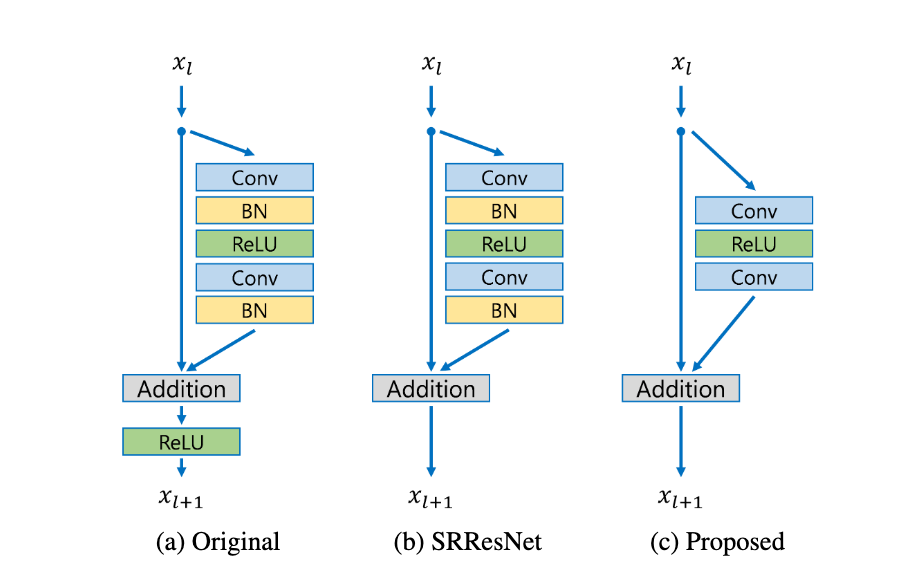 x_l x_l x_l
Conv Conv
BN BN Conv
ReLU ReLU ReLU
Conv Conv Conv
BN BN
Addition Addition Addition
ReLU
x_{l+1} x_{l+1} x_{l+1}
(a) Original (b) SRResNet (c) Proposed